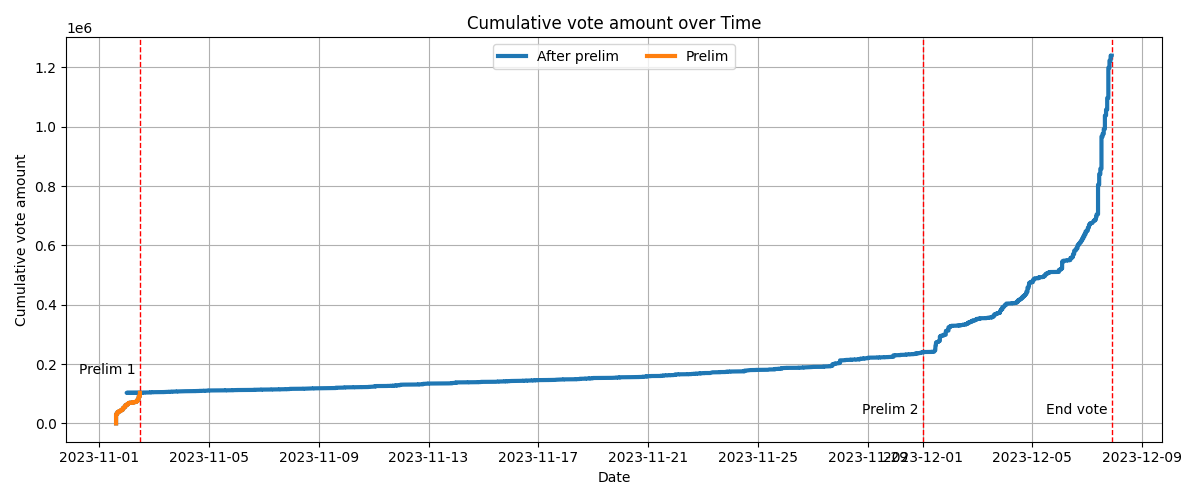 Cumulative vote amount over Time
1e6
After prelim
Prelim
1.2
1.0
0.8
0.6
0.4
0.2
0.0
Cumulative vote amount
Prelim 1
Prelim 2
End vote
2023-11-01
2023-11-05
2023-11-09
2023-11-13
2023-11-17
2023-11-21
2023-11-25
2023-11-29
2023-12-01
2023-12-05
2023-12-09
Date